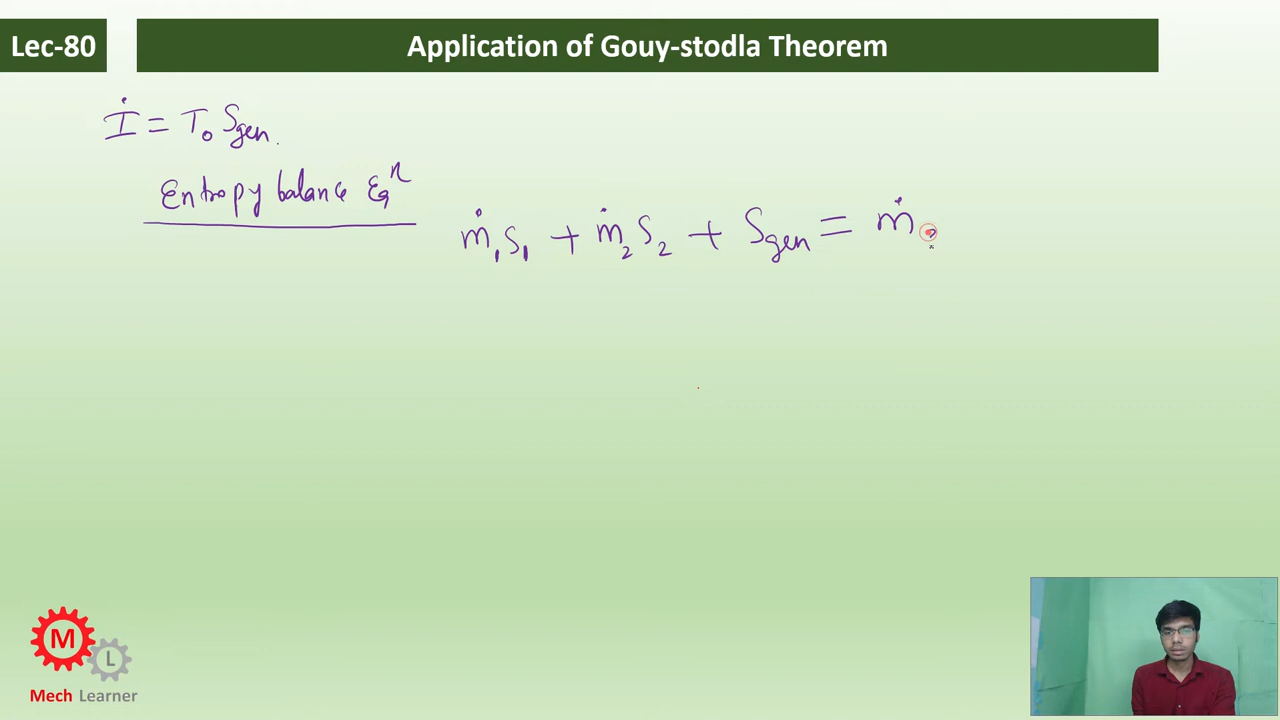 Lec-80
Application of Gouy-stodla Theorem
İ = T₀ Sgen.
Entropy balance Eqⁿ
ṁ₁S₁ + ṁ₂S₂ + Sgen = ṁ
M
L
Mech Learner